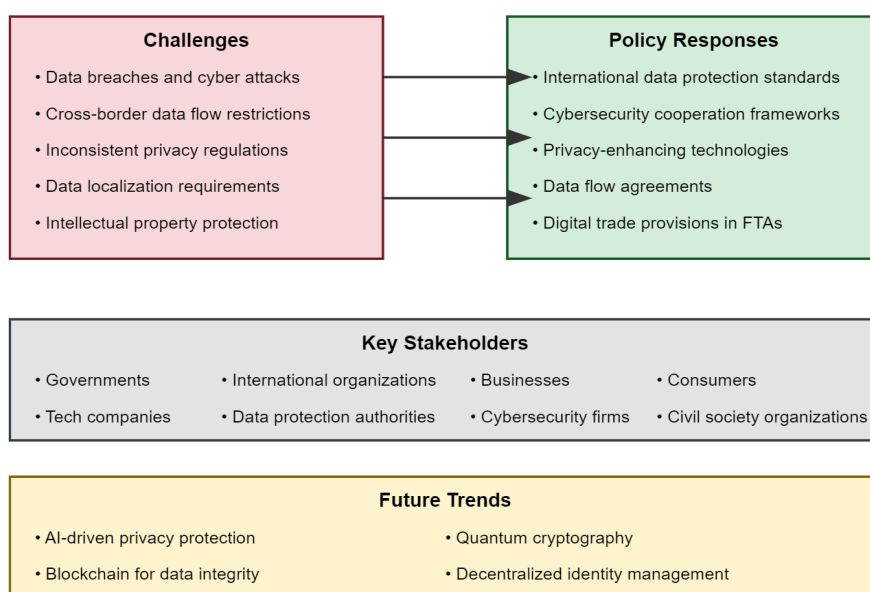 Challenges
• Data breaches and cyber attacks
• Cross-border data flow restrictions
• Inconsistent privacy regulations
• Data localization requirements
• Intellectual property protection
Policy Responses
• International data protection standards
• Cybersecurity cooperation frameworks
• Privacy-enhancing technologies
• Data flow agreements
• Digital trade provisions in FTAs
Key Stakeholders
• Governments • International organizations • Businesses • Consumers
• Tech companies • Data protection authorities • Cybersecurity firms • Civil society organizations
Future Trends
• AI-driven privacy protection • Quantum cryptography
• Blockchain for data integrity • Decentralized identity management